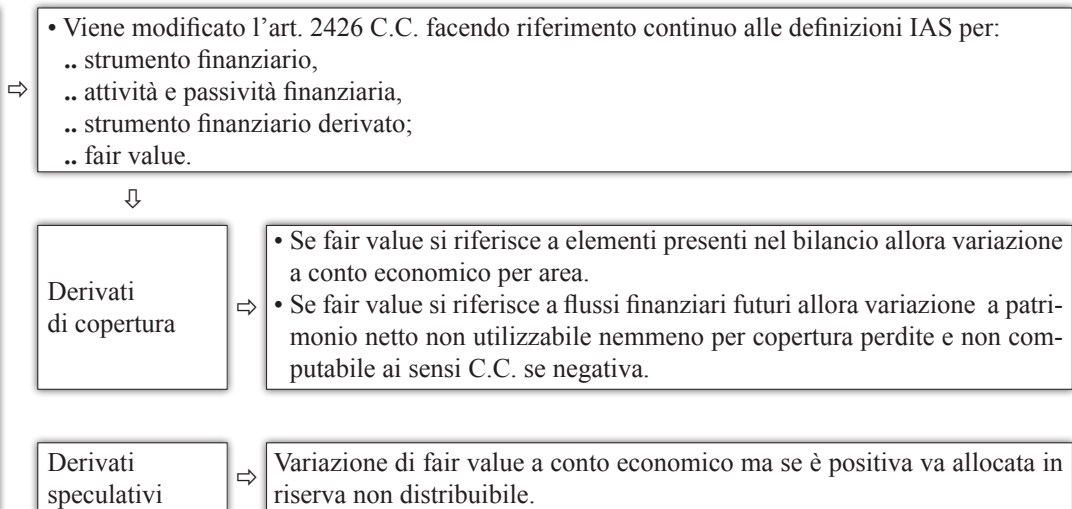 • Viene modificato l’art. 2426 C.C. facendo riferimento continuo alle definizioni IAS per:
.. strumento finanziario,
.. attività e passività finanziaria,
.. strumento finanziario derivato;
.. fair value.
Derivati
di copertura
• Se fair value si riferisce a elementi presenti nel bilancio allora variazione
a conto economico per area.
• Se fair value si riferisce a flussi finanziari futuri allora variazione a patri-
monio netto non utilizzabile nemmeno per copertura perdite e non com-
putabile ai sensi C.C. se negativa.
Derivati
speculativi
Variazione di fair value a conto economico ma se è positiva va allocata in
riserva non distribuibile.